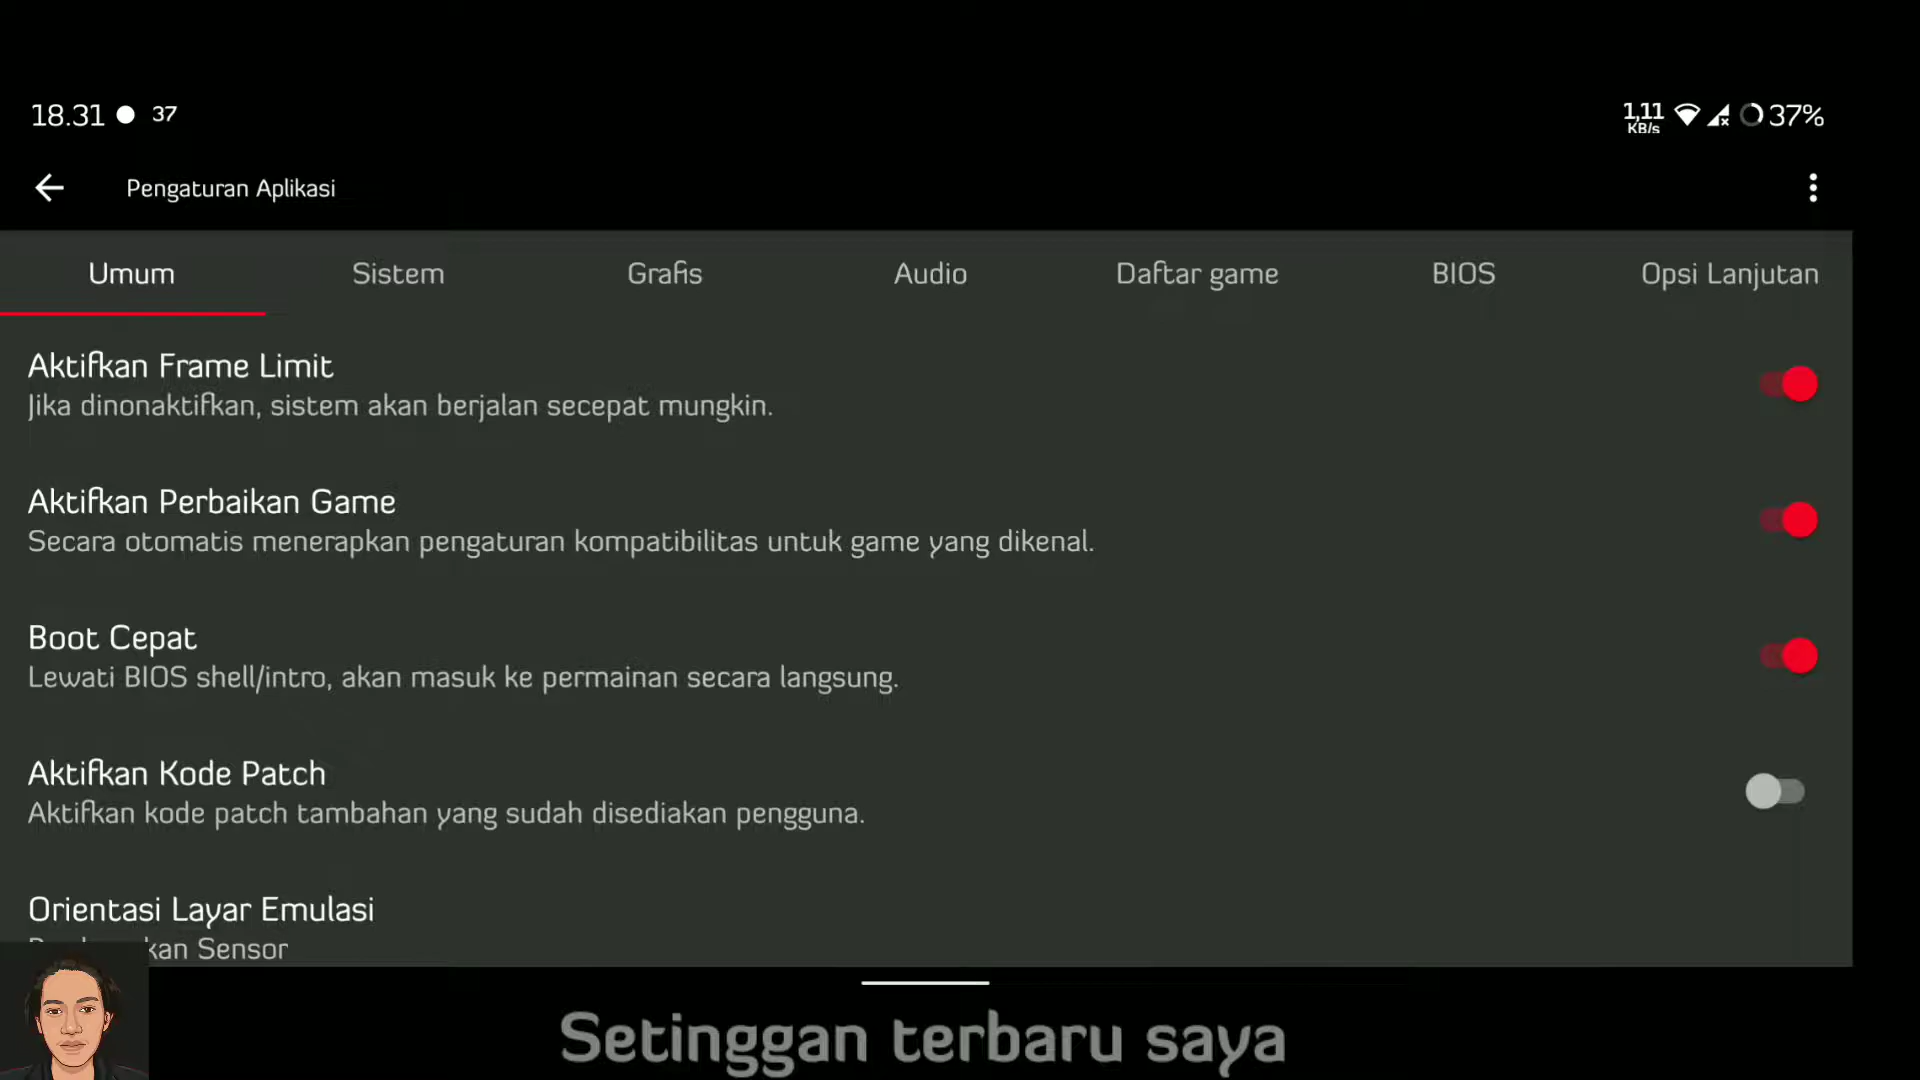 18.31 37
1,11 KB/s 37%
Pengaturan Aplikasi
Umum Sistem Grafis Audio Daftar game BIOS Opsi Lanjutan
Aktifkan Frame Limit
Jika dinonaktifkan, sistem akan berjalan secepat mungkin.
Aktifkan Perbaikan Game
Secara otomatis menerapkan pengaturan kompatibilitas untuk game yang dikenal.
Boot Cepat
Lewati BIOS shell/intro, akan masuk ke permainan secara langsung.
Aktifkan Kode Patch
Aktifkan kode patch tambahan yang sudah disediakan pengguna.
Orientasi Layar Emulasi
Sensor
Setinggan terbaru saya